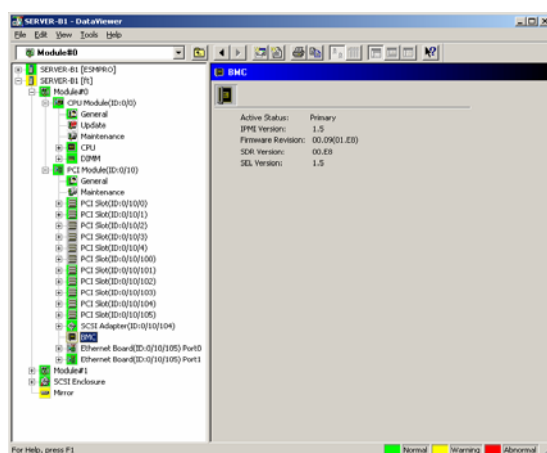 SERVER-B1 - DataViewer
File Edit View Tools Help
Module#0
SERVER-B1 [ESMPRO]
SERVER-B1 [ft]
Module#0
CPU Module(ID:0/0)
General
Update
Maintenance
CPU
DIMM
PCI Module(ID:0/10)
General
Maintenance
PCI Slot(ID:0/10/0)
PCI Slot(ID:0/10/1)
PCI Slot(ID:0/10/2)
PCI Slot(ID:0/10/3)
PCI Slot(ID:0/10/4)
PCI Slot(ID:0/10/100)
PCI Slot(ID:0/10/101)
PCI Slot(ID:0/10/102)
PCI Slot(ID:0/10/103)
PCI Slot(ID:0/10/104)
PCI Slot(ID:0/10/105)
SCSI Adapter(ID:0/10/104)
BMC
Ethernet Board(ID:0/10/105) Port0
Ethernet Board(ID:0/10/105) Port1
Module#1
SCSI Enclosure
Mirror
BMC
Active Status: Primary
IPMI Version: 1.5
Firmware Revision: 00.09(01.E8)
SDR Version: 00.E8
SEL Version: 1.5
For Help, press F1
Normal Warning Abnormal